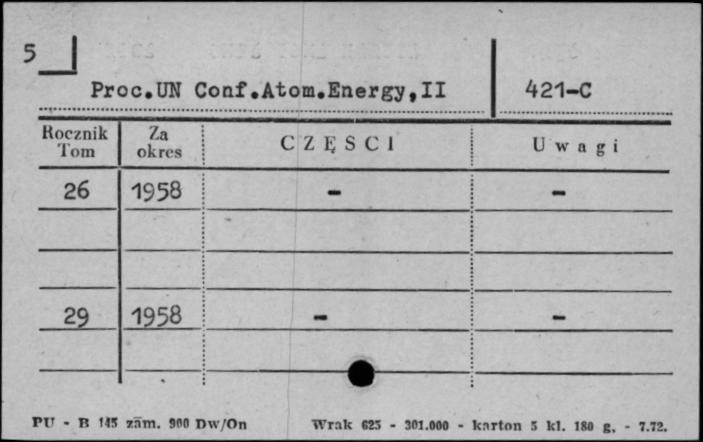 5
Proc.UN Conf.Atom.Energy,II 421-C
Rocznik Tom Za okres CZĘŚCI Uwagi
26 1958 - -
29 1958 - -
PU - B 145 zam. 900 Dw/On Wrak 625 - 301.000 - karton 5 kl. 180 g. - 7.72.